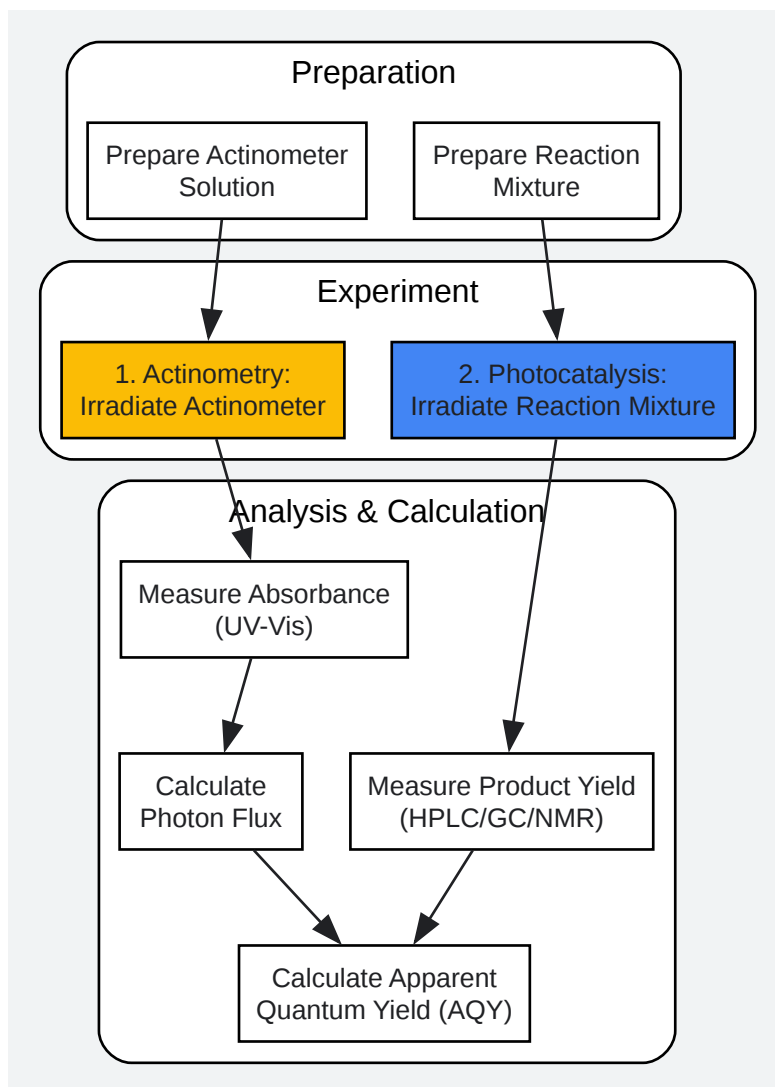 Preparation
Prepare Actinometer
Solution
Prepare Reaction
Mixture
Experiment
1. Actinometry:
Irradiate Actinometer
2. Photocatalysis:
Irradiate Reaction Mixture
Analysis & Calculation
Measure Absorbance
(UV-Vis)
Calculate
Photon Flux
Measure Product Yield
(HPLC/GC/NMR)
Calculate Apparent
Quantum Yield (AQY)